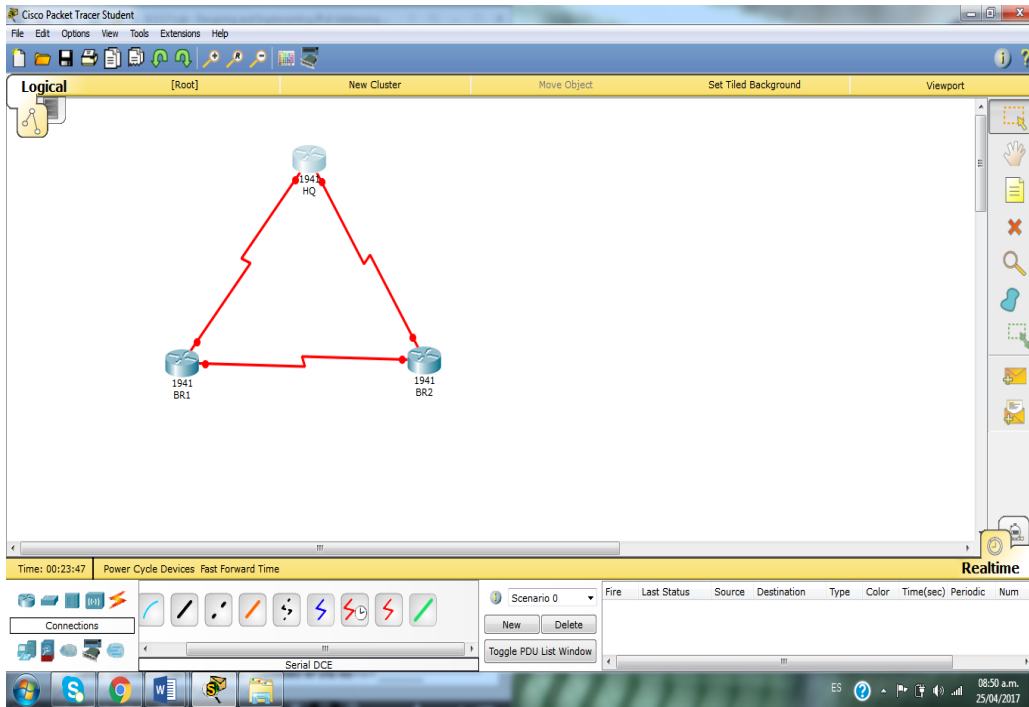 Cisco Packet Tracer Student
File Edit Options View Tools Extensions Help
Logical [Root] New Cluster Move Object Set Tiled Background Viewport
1941
HQ
1941
BR1
1941
BR2
Time: 00:23:47 Power Cycle Devices Fast Forward Time Realtime
Connections
Serial DCE
Scenario 0
New Delete
Toggle PDU List Window
Fire Last Status Source Destination Type Color Time(sec) Periodic Num
ES 08:50 a.m.
25/04/2017